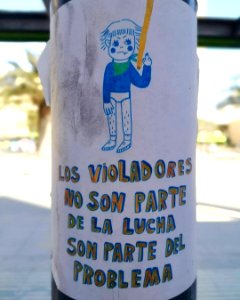 LOS VIOLADORES
NO SON PARTE
DE LA LUCHA
SON PARTE DEL
PROBLEMA